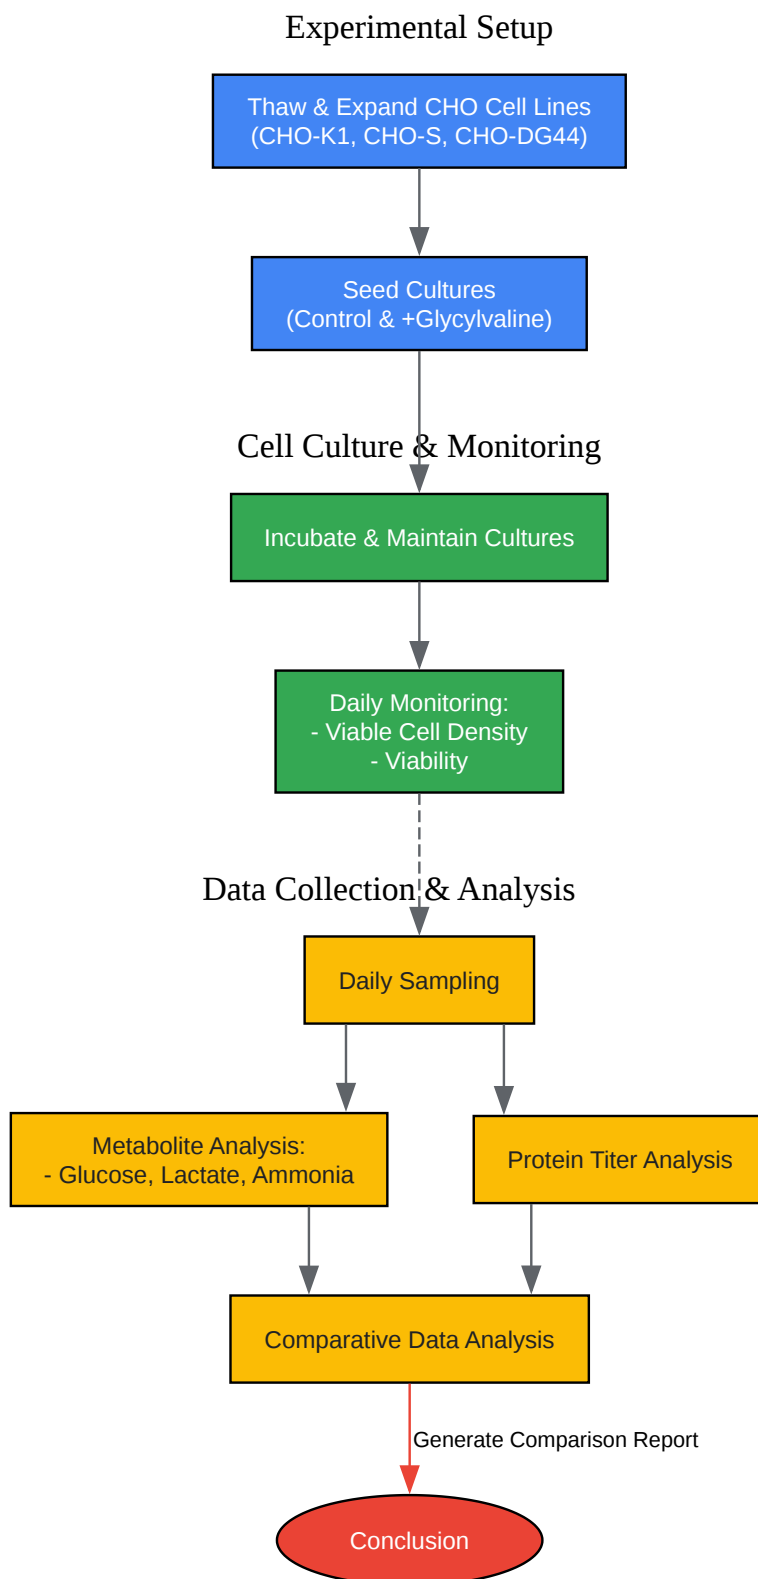 Experimental Setup
Thaw & Expand CHO Cell Lines
(CHO-K1, CHO-S, CHO-DG44)
Seed Cultures
(Control & +Glycylvaline)
Cell Culture & Monitoring
Incubate & Maintain Cultures
Daily Monitoring:
- Viable Cell Density
- Viability
Data Collection & Analysis
Daily Sampling
Metabolite Analysis:
- Glucose, Lactate, Ammonia
Protein Titer Analysis
Comparative Data Analysis
Generate Comparison Report
Conclusion